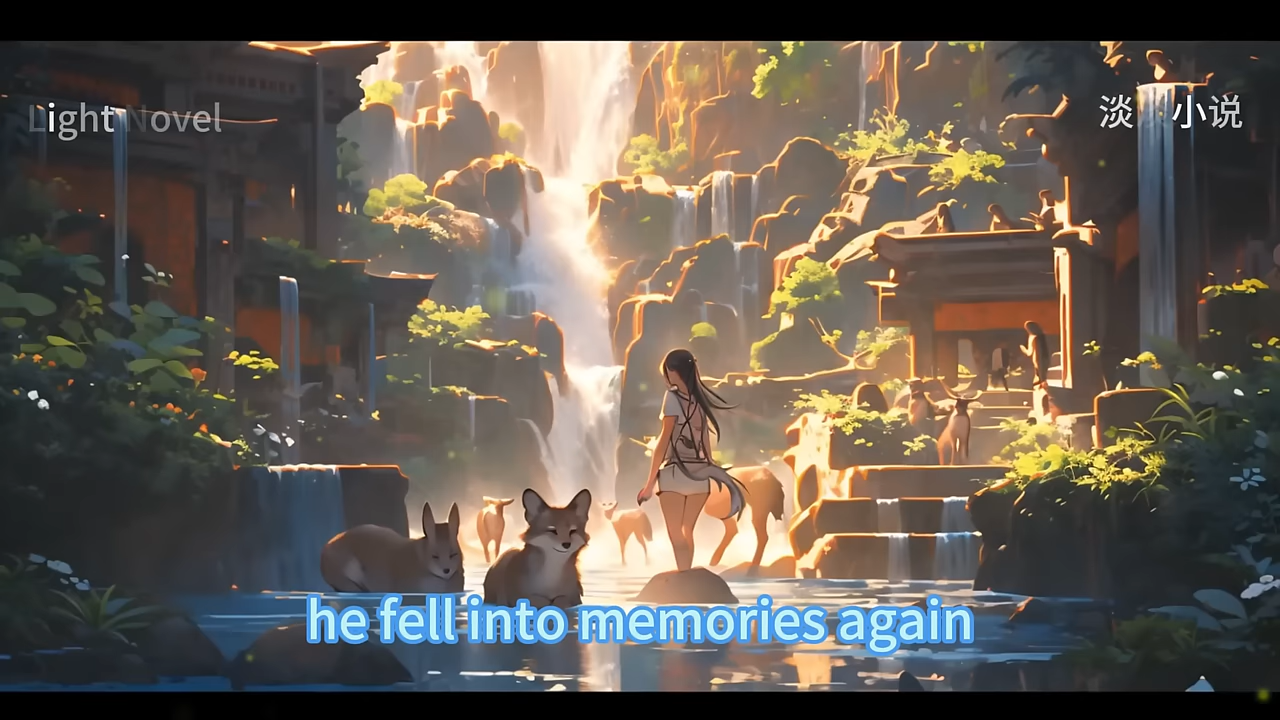 Light Novel
淡 小说
he fell into memories again